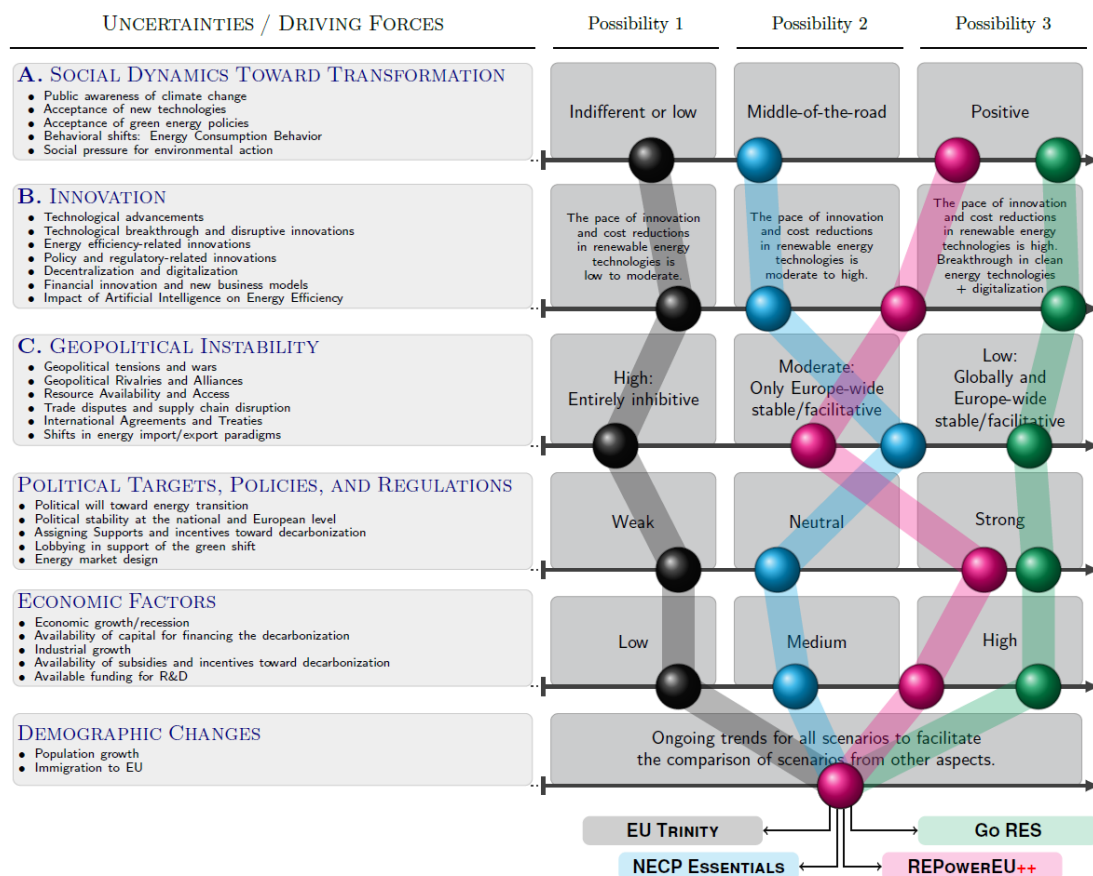 UNCERTAINTIES / DRIVING FORCES
Possibility 1
Possibility 2
Possibility 3
A. SOCIAL DYNAMICS TOWARD TRANSFORMATION
• Public awareness of climate change
• Acceptance of new technologies
• Acceptance of green energy policies
• Behavioral shifts: Energy Consumption Behavior
• Social pressure for environmental action
Indifferent or low
Middle-of-the-road
Positive
B. INNOVATION
• Technological advancements
• Technological breakthrough and disruptive innovations
• Energy efficiency-related innovations
• Policy and regulatory-related innovations
• Decentralization and digitalization
• Financial innovation and new business models
• Impact of Artificial Intelligence on Energy Efficiency
The pace of innovation
and cost reductions
in renewable energy
technologies is
low to moderate.
The pace of innovation
and cost reductions
in renewable energy
technologies is
moderate to high.
The pace of innovation
and cost reductions
in renewable energy
technologies is high.
Breakthrough in clean
energy technologies
+ digitalization
C. GEOPOLITICAL INSTABILITY
• Geopolitical tensions and wars
• Geopolitical Rivalries and Alliances
• Resource Availability and Access
• Trade disputes and supply chain disruption
• International Agreements and Treaties
• Shifts in energy import/export paradigms
High:
Entirely inhibitive
Moderate:
Only Europe-wide
stable/facilitative
Low:
Globally and
Europe-wide
stable/facilitative
POLITICAL TARGETS, POLICIES, AND REGULATIONS
• Political will toward energy transition
• Political stability at the national and European level
• Assigning Supports and incentives toward decarbonization
• Lobbying in support of the green shift
• Energy market design
Weak
Neutral
Strong
ECONOMIC FACTORS
• Economic growth/recession
• Availability of capital for financing the decarbonization
• Industrial growth
• Availability of subsidies and incentives toward decarbonization
• Available funding for R&D
Low
Medium
High
DEMOGRAPHIC CHANGES
• Population growth
• Immigration to EU
Ongoing trends for all scenarios to facilitate
the comparison of scenarios from other aspects.
EU TRINITY
GO RES
NECP ESSENTIALS
REPOWEREU++